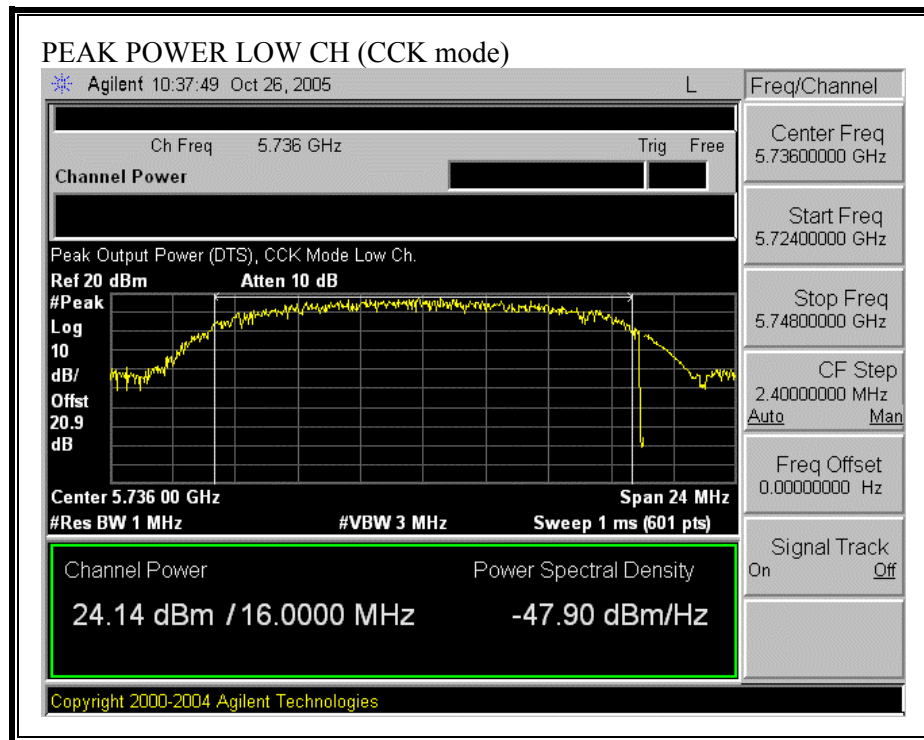 PEAK POWER LOW CH (CCK mode)
Agilent 10:37:49 Oct 26, 2005 L
Freq/Channel
Ch Freq 5.736 GHz Trig Free
Channel Power
Center Freq
5.73600000 GHz
Start Freq
5.72400000 GHz
Stop Freq
5.74800000 GHz
CF Step
2.40000000 MHz
Auto Man
Freq Offset
0.00000000 Hz
Signal Track
On Off
Peak Output Power (DTS), CCK Mode Low Ch.
Ref 20 dBm Atten 10 dB
#Peak
Log
10
dB/
Offst
20.9
dB
Center 5.736 00 GHz Span 24 MHz
#Res BW 1 MHz #VBW 3 MHz Sweep 1 ms (601 pts)
Channel Power Power Spectral Density
24.14 dBm / 16.0000 MHz -47.90 dBm/Hz
Copyright 2000-2004 Agilent Technologies